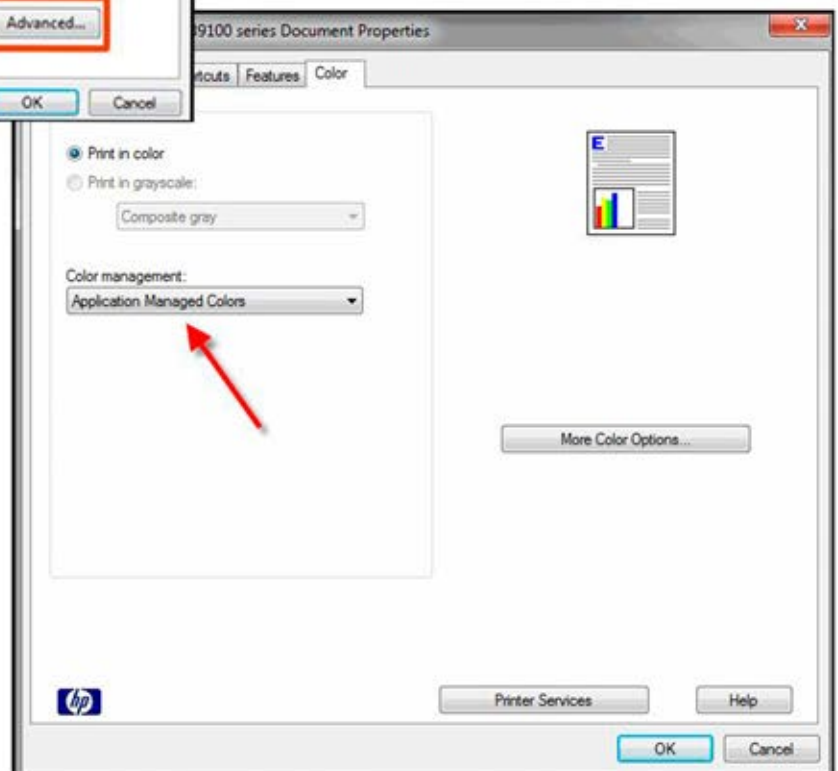 Advanced...
OK
Cancel
9100 series Document Properties
Features
Color
Print in color
Print in grayscale:
Composite gray
Color management:
Application Managed Colors
E
More Color Options...
hp
Printer Services
Help
OK
Cancel